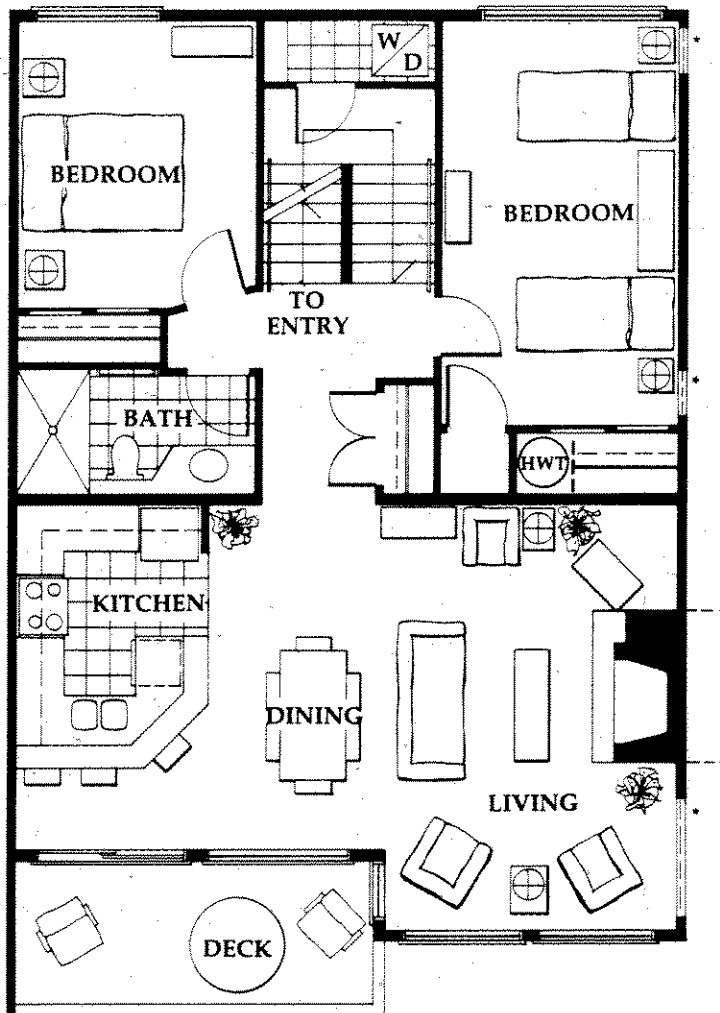 W
D
BEDROOM
BEDROOM
TO
ENTRY
BATH
HWT
KITCHEN
DINING
LIVING
DECK
*
*
*